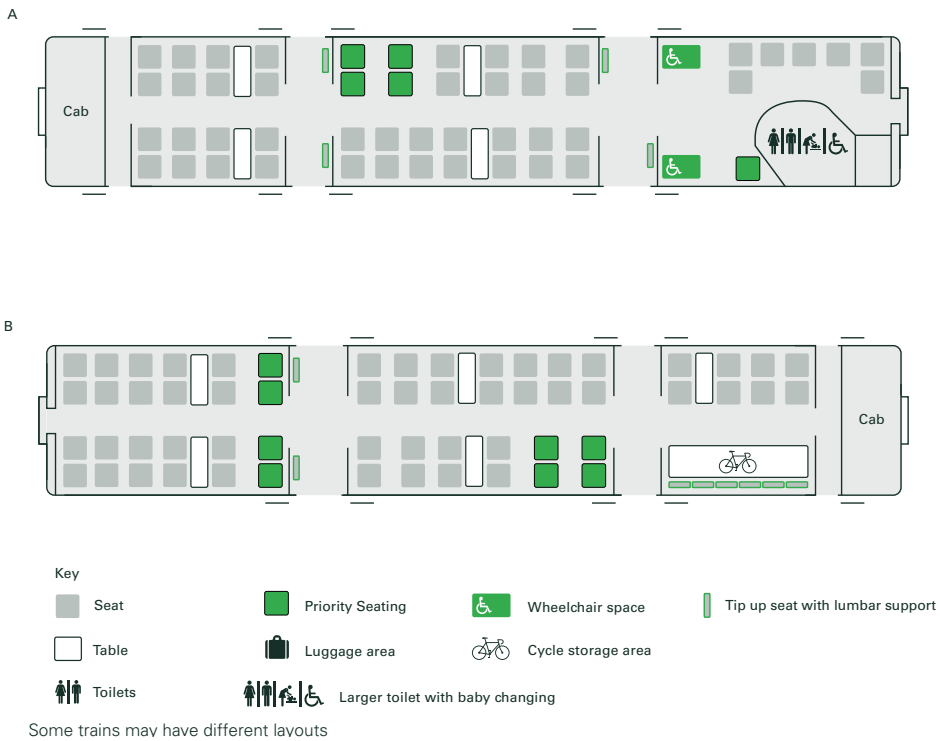 A
Cab
B
Cab
Key
Seat
Priority Seating
Wheelchair space
Tip up seat with lumbar support
Table
Luggage area
Cycle storage area
Toilets
Larger toilet with baby changing
Some trains may have different layouts